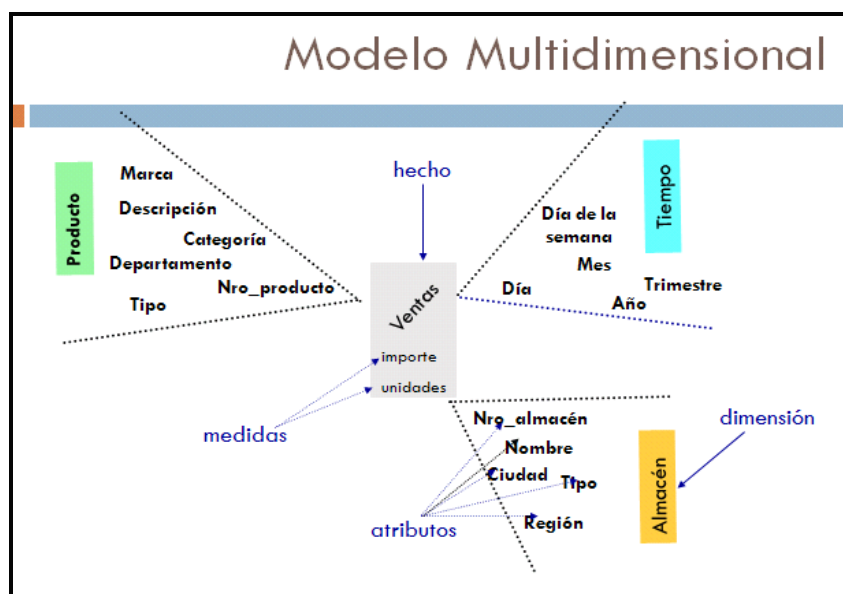 Modelo Multidimensional
Producto
Marca
Descripción
Categoría
Departamento
Nro_producto
Tipo
hecho
Ventas
importe
unidades
medidas
Tiempo
Día de la
semana
Mes
Día
Trimestre
Año
Nro_almacén
Nombre
Ciudad
Tipo
Región
atributos
Almacén
dimensión